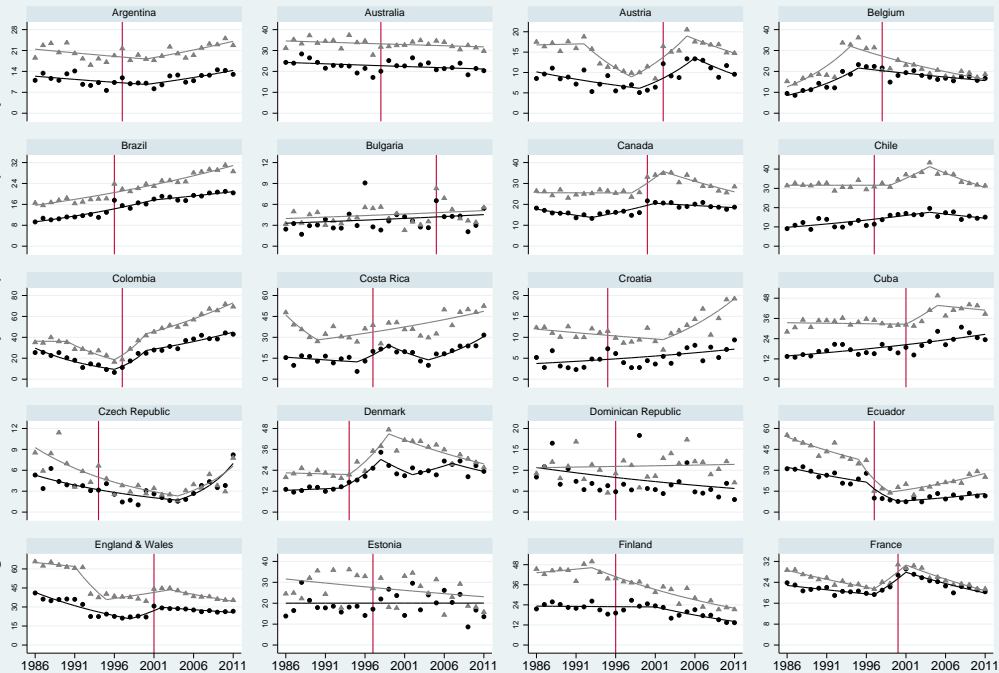 Argentina
Australia
Austria
Belgium
0 7 14 21 28
0 10 20 30 40
0 5 10 15 20
0 10 20 30 40
Brazil
Bulgaria
Canada
Chile
0 8 16 24 32
0 3 6 9 12
0 10 20 30 40
0 10 20 30 40
Colombia
Costa Rica
Croatia
Cuba
0 20 40 60 80
0 15 30 45 60
0 5 10 15 20
0 12 24 36 48
Czech Republic
Denmark
Dominican Republic
Ecuador
0 3 6 9 12
0 12 24 36 48
0 5 10 15 20
0 15 30 45 60
England & Wales
Estonia
Finland
France
0 15 30 45 60
0 10 20 30 40
0 12 24 36 48
0 8 16 24 32
1986 1991 1996 2001 2006 2011
1986 1991 1996 2001 2006 2011
1986 1991 1996 2001 2006 2011
1986 1991 1996 2001 2006 2011